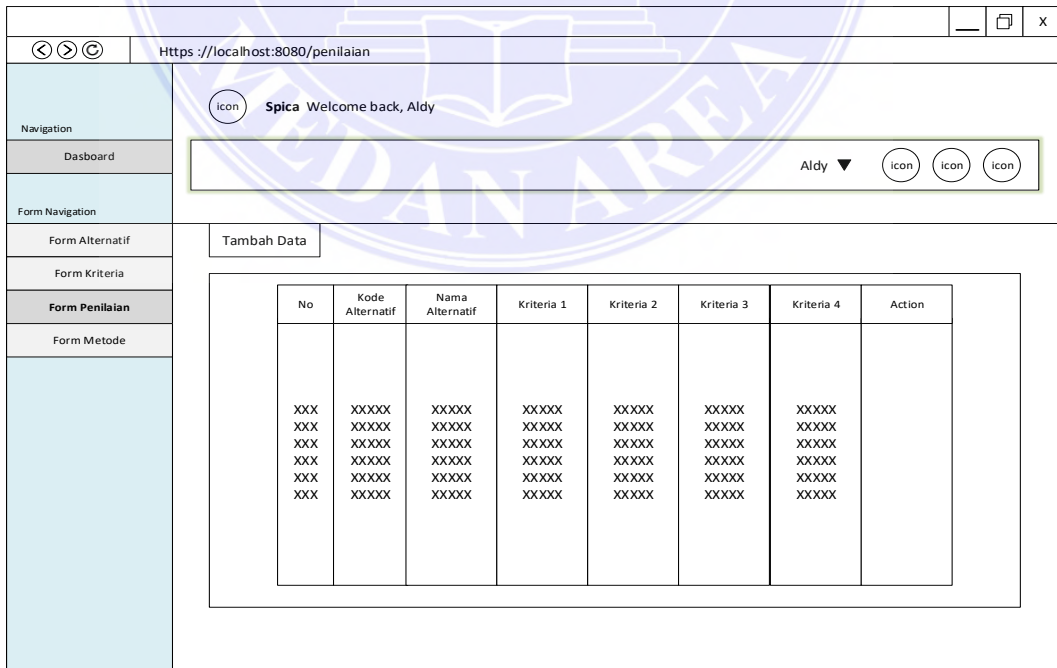 X
Https ://localhost:8080/penilaian
icon
Spica Welcome back, Aldy
Navigation
Dasboard
Aldy
icon
icon
icon
Form Navigation
Form Alternatif
Form Kriteria
Form Penilaian
Form Metode
Tambah Data
No Kode Alternatif Nama Alternatif Kriteria 1 Kriteria 2 Kriteria 3 Kriteria 4 Action
XXX XXXXX XXXXX XXXXX XXXXX XXXXX XXXXX
XXX XXXXX XXXXX XXXXX XXXXX XXXXX XXXXX
XXX XXXXX XXXXX XXXXX XXXXX XXXXX XXXXX
XXX XXXXX XXXXX XXXXX XXXXX XXXXX XXXXX
XXX XXXXX XXXXX XXXXX XXXXX XXXXX XXXXX
XXX XXXXX XXXXX XXXXX XXXXX XXXXX XXXXX
MEDAN AREA